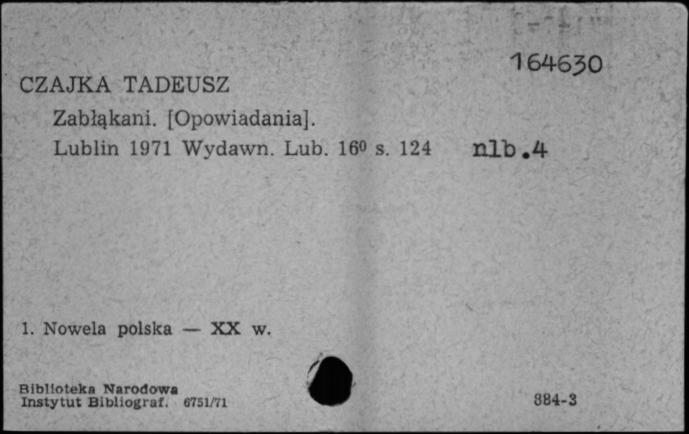 164630
CZAJKA TADEUSZ
Zabłąkani. [Opowiadania].
Lublin 1971 Wydawn. Lub. 16⁰ s. 124 nlb.4
1. Nowela polska — XX w.
Biblioteka Narodowa
Instytut Bibliograf. 6751/71
884-3